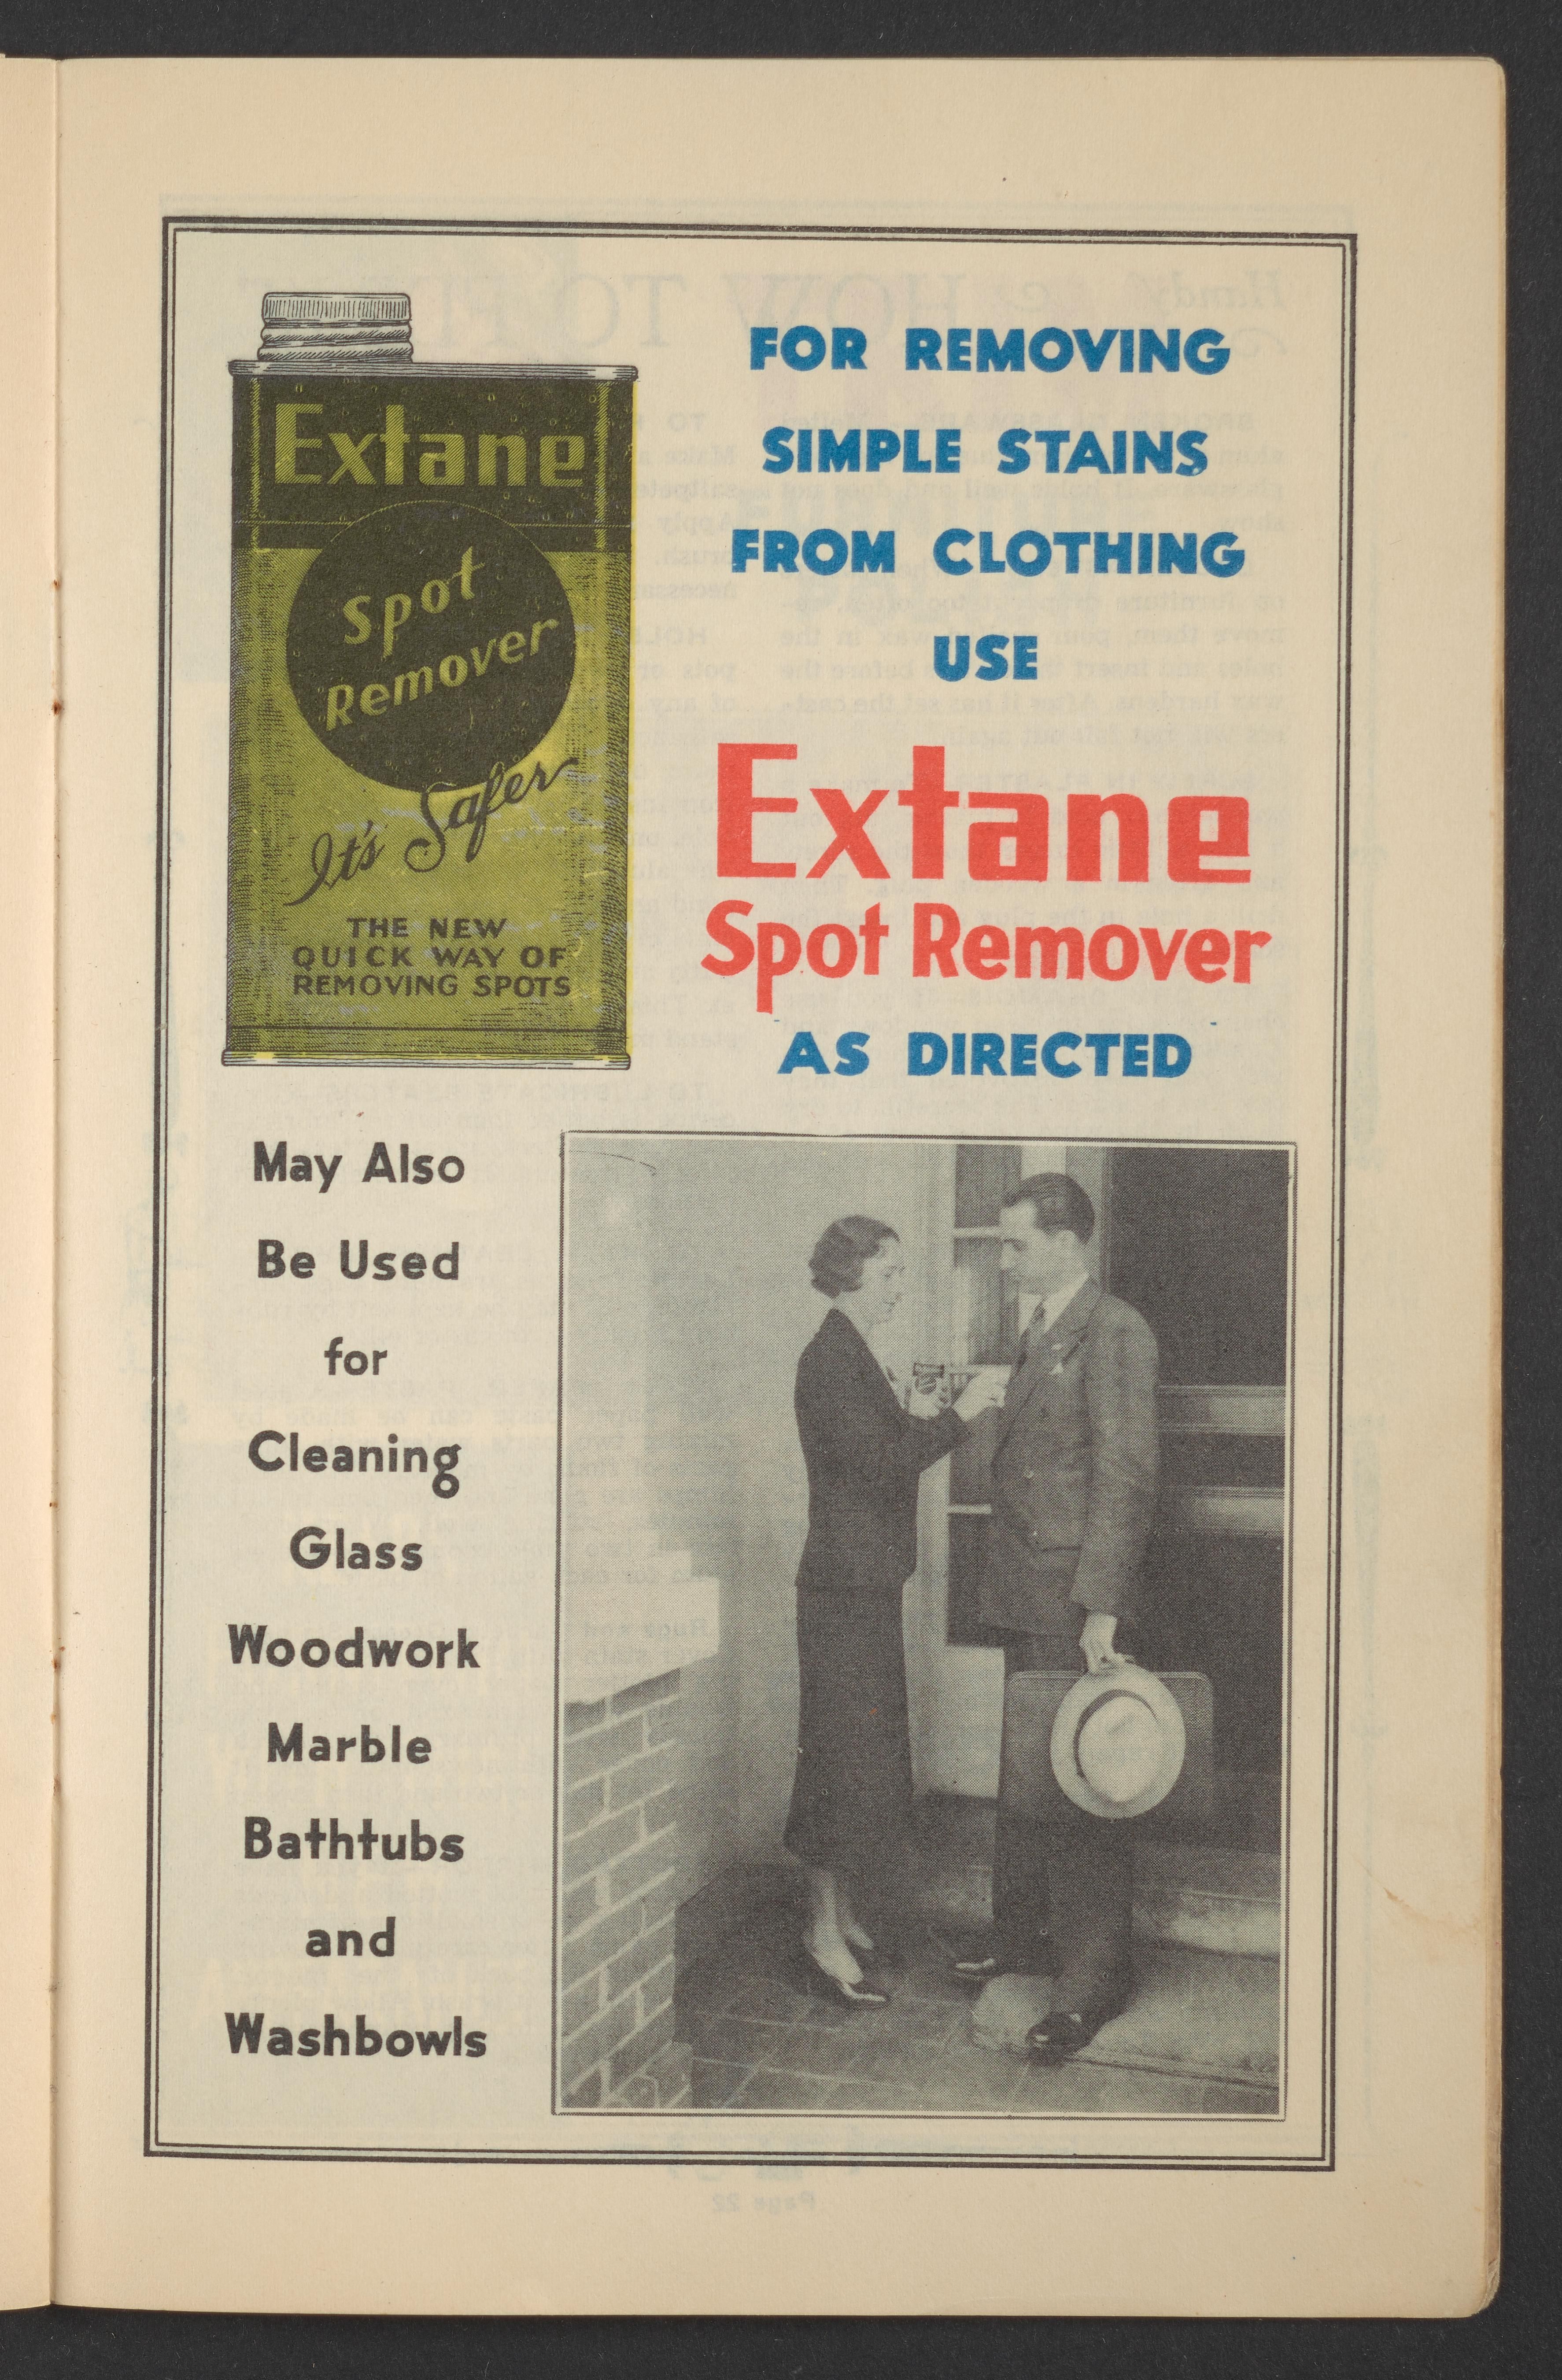 Extane
Spot
Remover
It's Safer
THE NEW
QUICK WAY OF
REMOVING SPOTS
FOR REMOVING
SIMPLE STAINS
FROM CLOTHING
USE
Extane
Spot Remover
AS DIRECTED
May Also
Be Used
for
Cleaning
Glass
Woodwork
Marble
Bathtubs
and
Washbowls